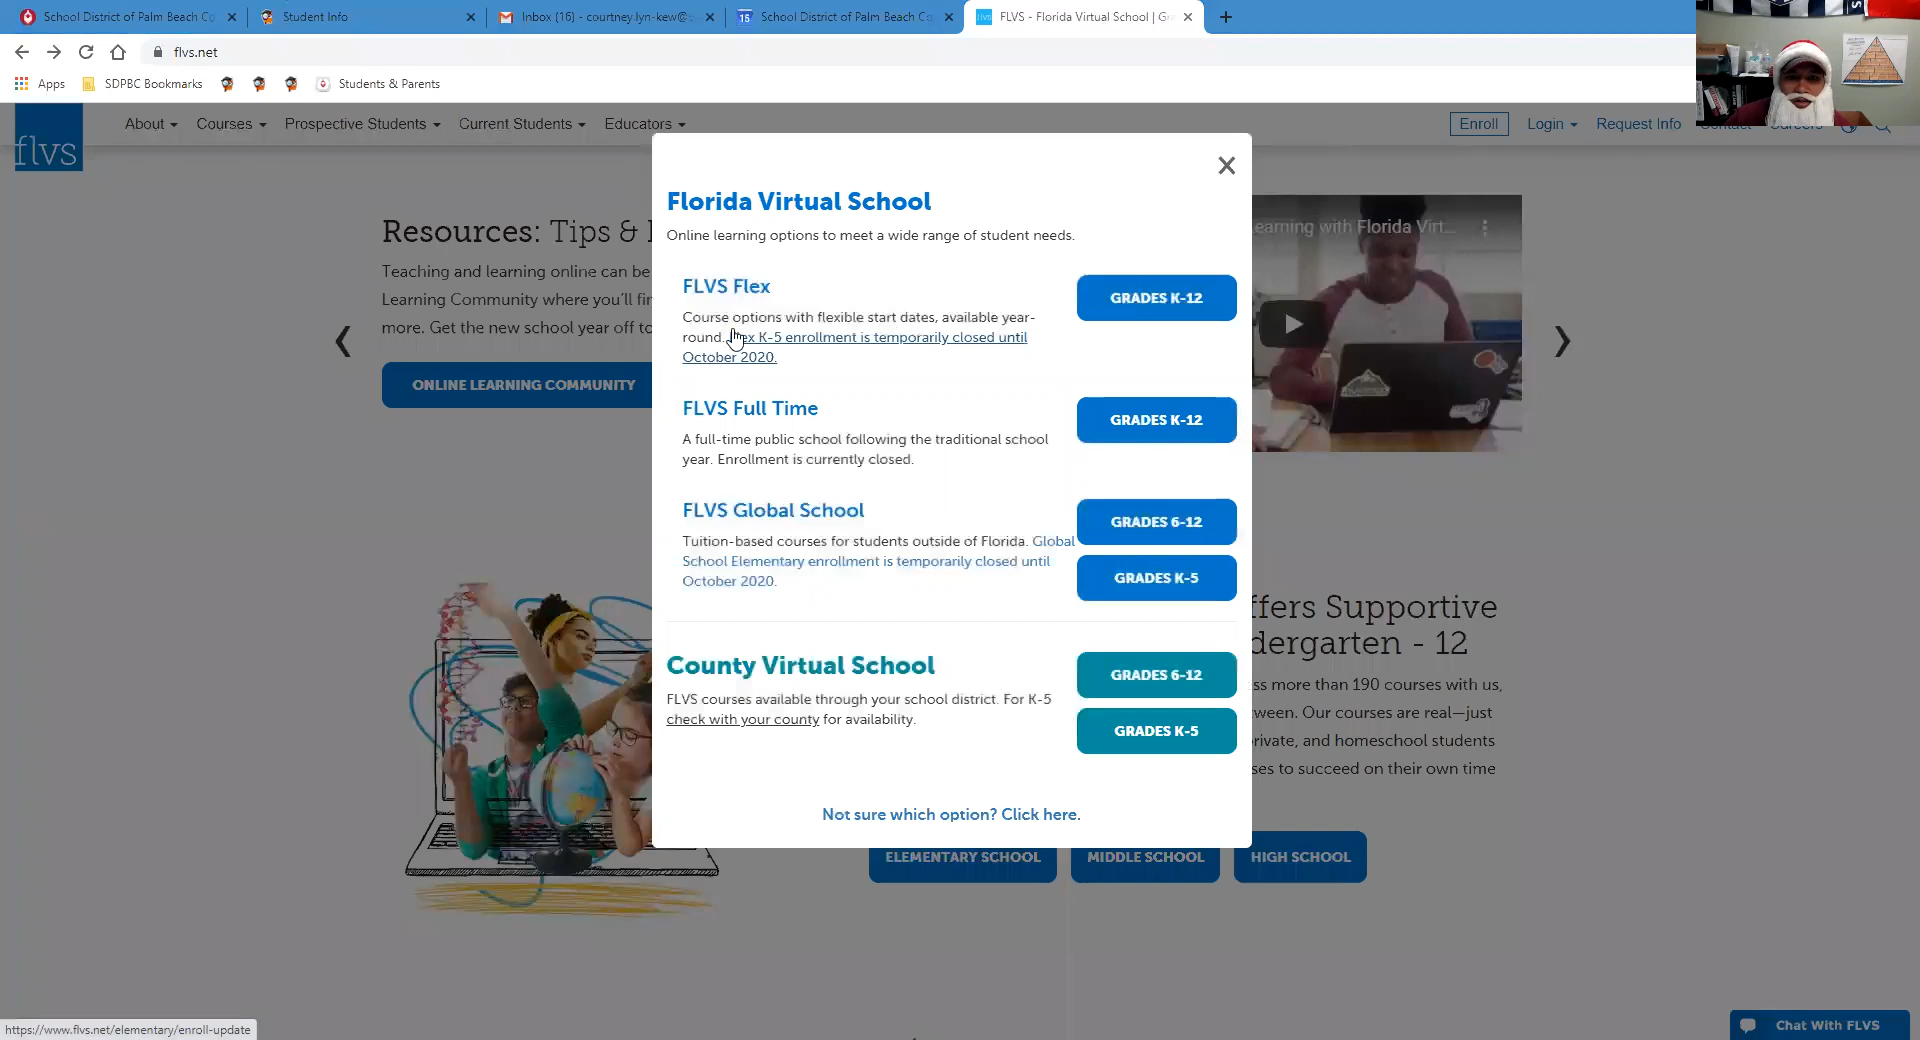 School District of Palm Beach Co
Student Info
Inbox (16) - courtney.lyn-kew@
School District of Palm Beach Co
FLVS - Florida Virtual School | Gr
flvs.net
Apps
SDPBC Bookmarks
Students & Parents
flvs
About
Courses
Prospective Students
Current Students
Educators
Enroll
Login
Request Info
Florida Virtual School
Online learning options to meet a wide range of student needs.
FLVS Flex
GRADES K-12
Course options with flexible start dates, available year-
round. K-5 enrollment is temporarily closed until
October 2020.
FLVS Full Time
GRADES K-12
A full-time public school following the traditional school
year. Enrollment is currently closed.
FLVS Global School
GRADES 6-12
Tuition-based courses for students outside of Florida. Global
School Elementary enrollment is temporarily closed until
October 2020.
GRADES K-5
County Virtual School
GRADES 6-12
FLVS courses available through your school district. For K-5
check with your county for availability.
GRADES K-5
Not sure which option? Click here.
Resources: Tips &
Teaching and learning online can be
Learning Community where you'll fi
more. Get the new school year off to
ONLINE LEARNING COMMUNITY
earning with Florida Virt...
ffers Supportive
dergarten - 12
ss more than 190 courses with us,
ween. Our courses are real—just
rivate, and homeschool students
ses to succeed on their own time
ELEMENTARY SCHOOL
MIDDLE SCHOOL
HIGH SCHOOL
https://www.flvs.net/elementary/enroll-update
Chat With FLVS